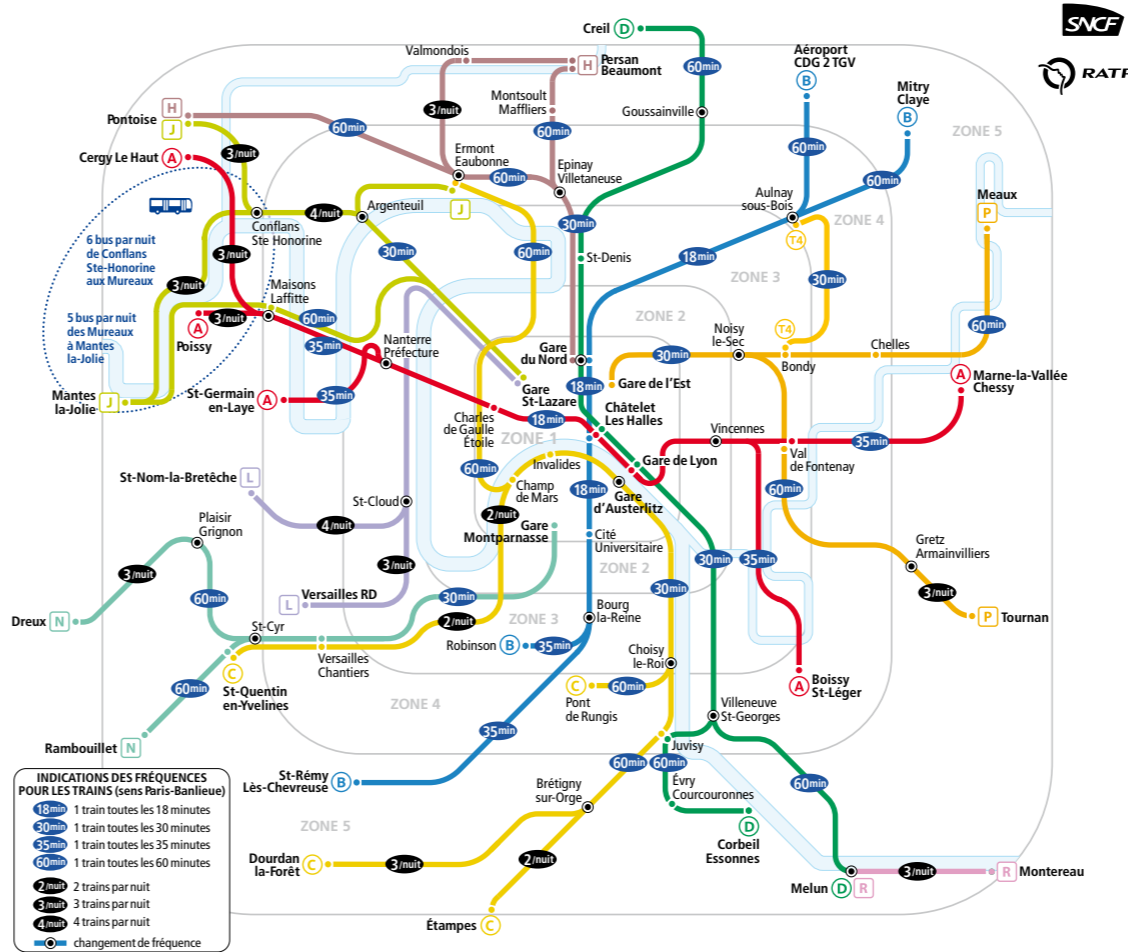 SNCF
RATP
Creil D
Valmondois
H Persan
Beaumont
Aéroport
CDG 2 TGV
B
Mitry
Claye
B
60min
3/nuit
Montsoult
Maffliers
Goussainville
ZONE 5
H
Pontoise
J
60min
60min
60min
60min
Cergy Le Haut A
3/nuit
Ermont
Eaubonne
60min
Epinay
Villetaneuse
Aulnay
sous-Bois
Meaux
P
J
4/nuit
Argenteuil
Conflans
Ste Honorine
ZONE 4
T4
30min
6 bus par nuit
de Conflans
Ste-Honorine
aux Mureaux
3/nuit
3/nuit
30min
60min
St-Denis
18min
ZONE 3
30min
Maisons
Laffitte
5 bus par nuit
des Mureaux
à Mantes
la-Jolie
3/nuit
A
Poissy
60min
35min
ZONE 2
Noisy
le-Sec
T4
60min
Nanterre
Préfecture
Gare
du Nord
30min
Bondy
Chelles
Mantes
la-Jolie
J
St-Germain
en-Laye
A
35min
Gare
St-Lazare
18min
Gare de l'Est
A Marne-la-Vallée
Chessy
Charles
de Gaulle
Étoile
18min
Châtelet
Les Halles
ZONE 1
Vincennes
35min
Val
de Fontenay
Invalides
Gare de Lyon
St-Nom-la-Bretêche L
60min
Champ
de Mars
18min
Gare
d'Austerlitz
60min
St-Cloud
4/nuit
2/nuit
Gare
Montparnasse
Cité
Universitaire
Plaisir
Grignon
3/nuit
ZONE 2
30min
35min
Gretz
Armainvilliers
3/nuit
60min
3/nuit
L Versailles RD
30min
30min
Dreux N
St-Cyr
2/nuit
ZONE 3
Bourg
la-Reine
P Tournan
Versailles
Chantiers
Robinson B
35min
Choisy
le-Roi
C
St-Quentin
en-Yvelines
60min
C
Pont
de Rungis
60min
A
Boissy
St-Léger
ZONE 4
Villeneuve
St-Georges
35min
Rambouillet N
Juvisy
60min
60min
St-Rémy
Lès-Chevreuse
B
60min
Brétigny
sur-Orge
Évry
Courcouronnes
ZONE 5
D
Corbeil
Essonnes
Dourdan
la-Forêt
C
3/nuit
2/nuit
Melun D R
3/nuit
R Montereau
Étampes C
INDICATIONS DES FRÉQUENCES
POUR LES TRAINS (sens Paris-Banlieue)
18min 1 train toutes les 18 minutes
30min 1 train toutes les 30 minutes
35min 1 train toutes les 35 minutes
60min 1 train toutes les 60 minutes
2/nuit 2 trains par nuit
3/nuit 3 trains par nuit
4/nuit 4 trains par nuit
changement de fréquence